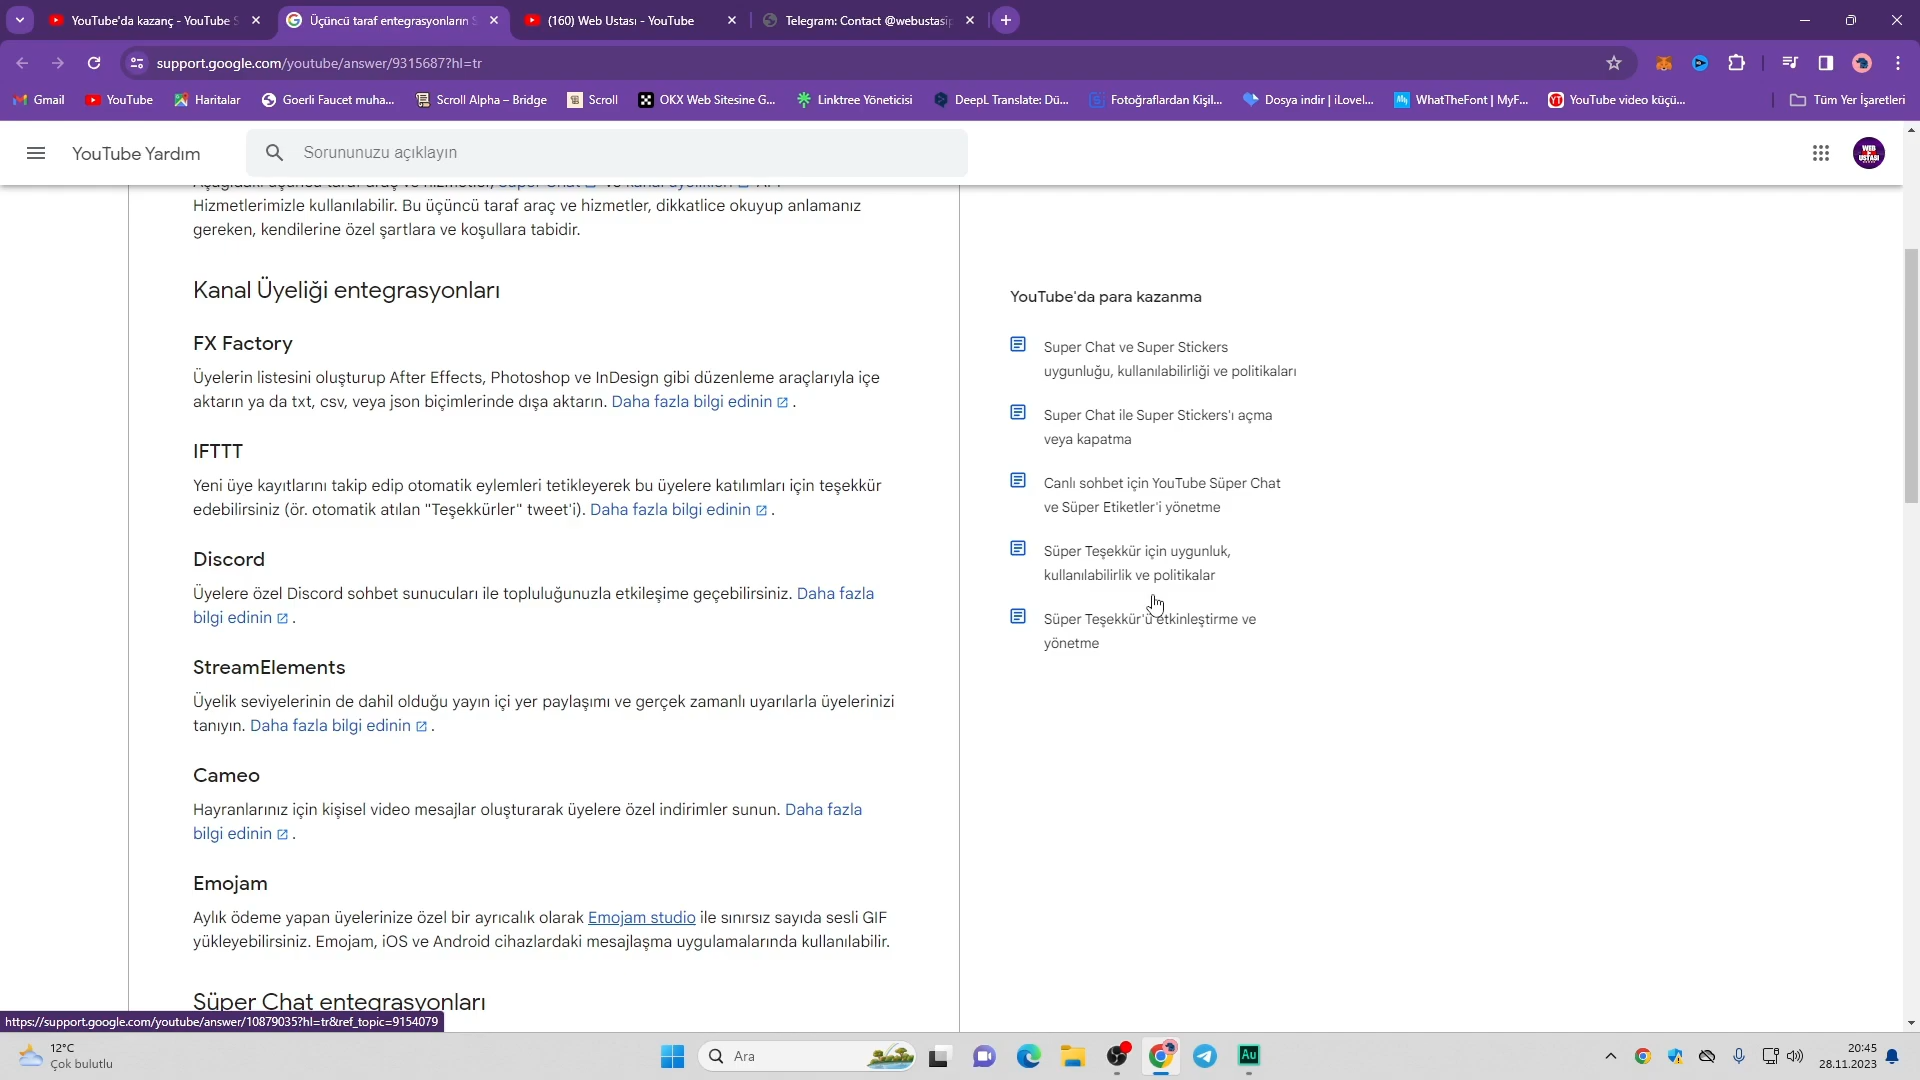 YouTube'da kazanç - YouTube S
Üçüncü taraf entegrasyonların S
(160) Web Ustası - YouTube
Telegram: Contact @webustasip
support.google.com/youtube/answer/9315687?hl=tr
Gmail
YouTube
Haritalar
Goerli Faucet muha...
Scroll Alpha – Bridge
Scroll
OKX Web Sitesine G...
Linktree Yöneticisi
DeepL Translate: Dü...
Fotoğraflardan Kişil...
Dosya indir | iLovel...
WhatTheFont | MyF...
YouTube video küçü...
Tüm Yer İşaretleri
YouTube Yardım
Sorununuzu açıklayın
WEB
USTASI
Hizmetlerimizle kullanılabilir. Bu üçüncü taraf araç ve hizmetler, dikkatlice okuyup anlamanız
gereken, kendilerine özel şartlara ve koşullara tabidir.
Kanal Üyeliği entegrasyonları
FX Factory
Üyelerin listesini oluşturup After Effects, Photoshop ve InDesign gibi düzenleme araçlarıyla içe
aktarın ya da txt, csv, veya json biçimlerinde dışa aktarın. Daha fazla bilgi edinin .
IFTTT
Yeni üye kayıtlarını takip edip otomatik eylemleri tetikleyerek bu üyelere katılımları için teşekkür
edebilirsiniz (ör. otomatik atılan "Teşekkürler" tweet'i). Daha fazla bilgi edinin .
Discord
Üyelere özel Discord sohbet sunucuları ile topluluğunuzla etkileşime geçebilirsiniz. Daha fazla
bilgi edinin .
StreamElements
Üyelik seviyelerinin de dahil olduğu yayın içi yer paylaşımı ve gerçek zamanlı uyarılarla üyelerinizi
tanıyın. Daha fazla bilgi edinin .
Cameo
Hayranlarınız için kişisel video mesajlar oluşturarak üyelere özel indirimler sunun. Daha fazla
bilgi edinin .
Emojam
Aylık ödeme yapan üyelerinize özel bir ayrıcalık olarak Emojam studio ile sınırsız sayıda sesli GIF
yükleyebilirsiniz. Emojam, iOS ve Android cihazlardaki mesajlaşma uygulamalarında kullanılabilir.
Süper Chat entegrasyonları
YouTube'da para kazanma
Super Chat ve Super Stickers
uygunluğu, kullanılabilirliği ve politikaları
Super Chat ile Super Stickers'ı açma
veya kapatma
Canlı sohbet için YouTube Süper Chat
ve Süper Etiketler'i yönetme
Süper Teşekkür için uygunluk,
kullanılabilirlik ve politikalar
Süper Teşekkür'ü etkinleştirme ve
yönetme
https://support.google.com/youtube/answer/10879035?hl=tr&ref_topic=9154079
12°C
Çok bulutlu
Ara
Au
20:45
28.11.2023